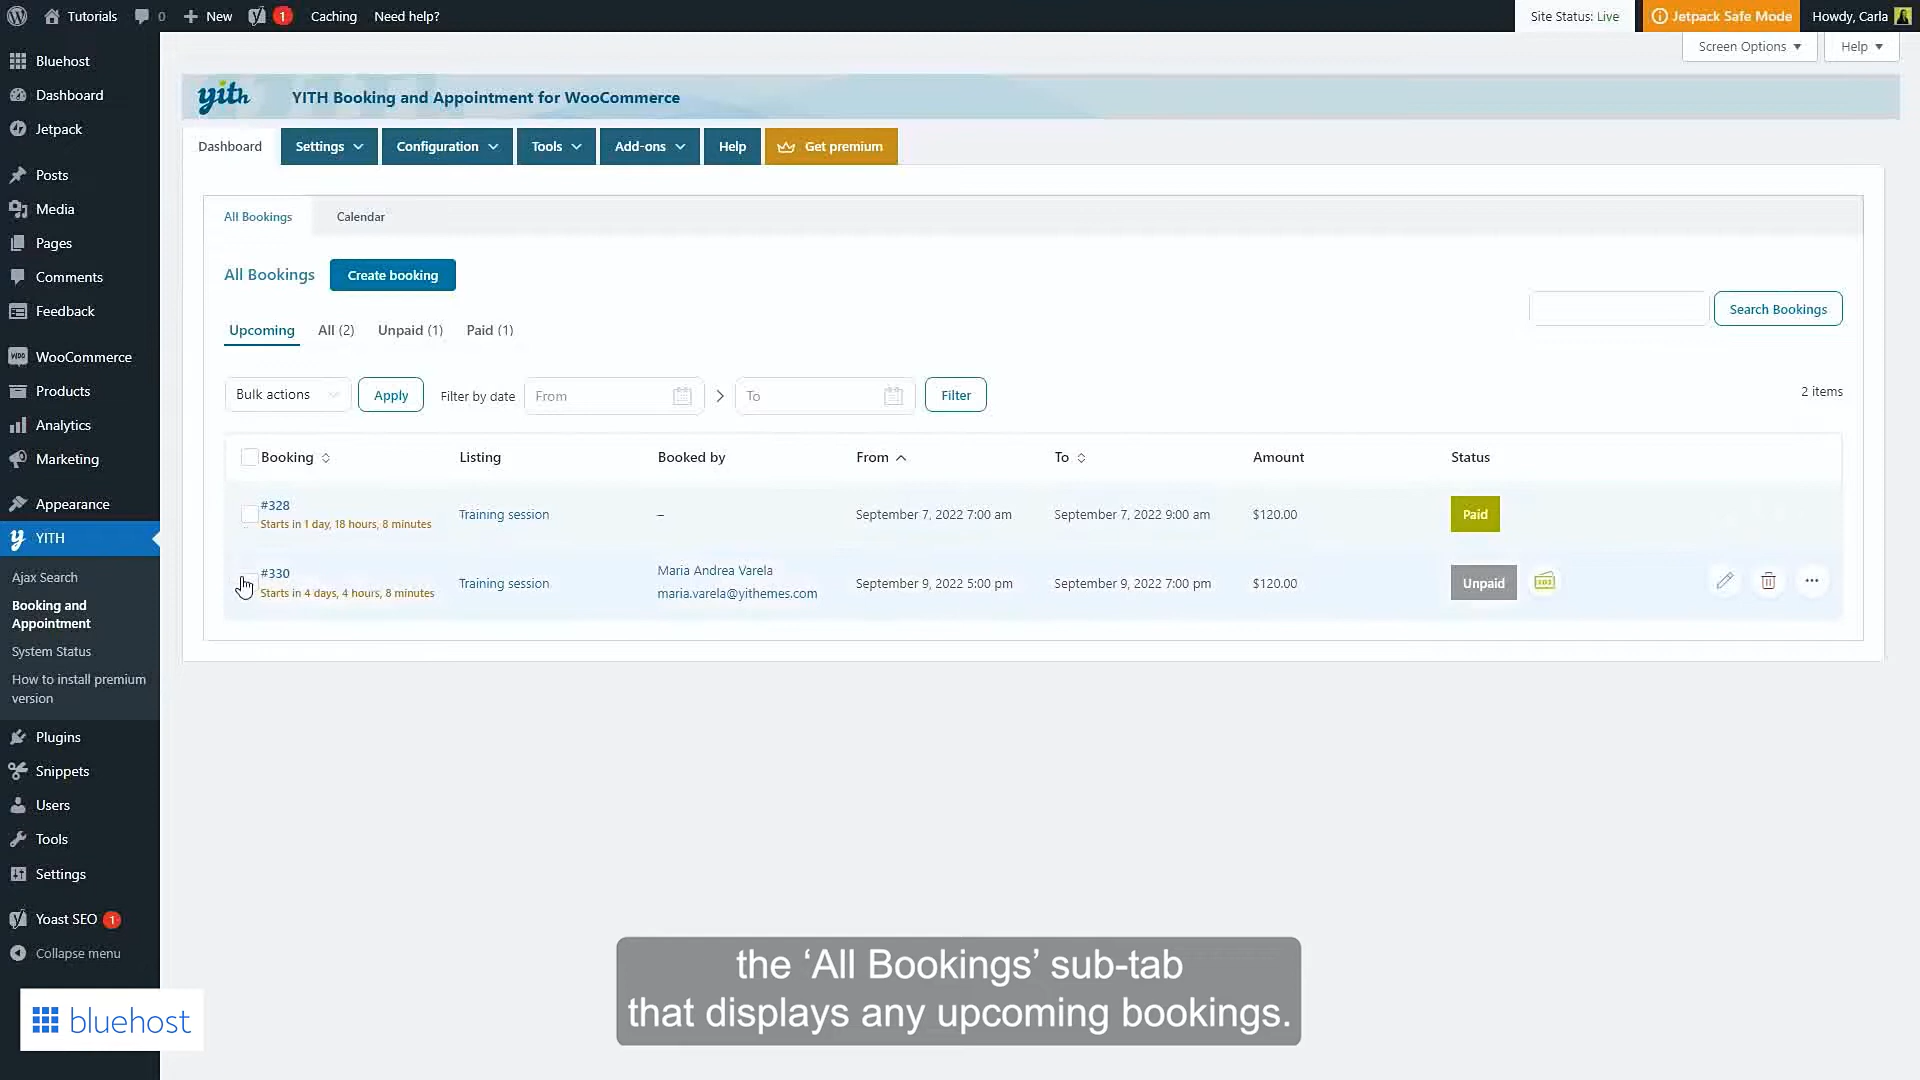 Tutorials
0
New
1
Caching
Need help?
Site Status: Live
Jetpack Safe Mode
Howdy, Carla
Screen Options
Help
Bluehost
Dashboard
Jetpack
Posts
Media
Pages
Comments
Feedback
WooCommerce
Products
Analytics
Marketing
Appearance
YITH
Ajax Search
Booking and
Appointment
System Status
How to install premium
version
Plugins
Snippets
Users
Tools
Settings
Yoast SEO 1
Collapse menu
bluehost
yith
YITH Booking and Appointment for WooCommerce
Dashboard
Settings
Configuration
Tools
Add-ons
Help
Get premium
All Bookings
Calendar
All Bookings
Create booking
Search Bookings
Upcoming
All (2)
Unpaid (1)
Paid (1)
Bulk actions
Apply
Filter by date
From
To
Filter
2 items
Booking
Listing
Booked by
From
To
Amount
Status
#328
Starts in 1 day, 18 hours, 8 minutes
Training session
–
September 7, 2022 7:00 am
September 7, 2022 9:00 am
$120.00
Paid
#330
Starts in 4 days, 4 hours, 8 minutes
Training session
Maria Andrea Varela
maria.varela@yithemes.com
September 9, 2022 5:00 pm
September 9, 2022 7:00 pm
$120.00
Unpaid
the ‘All Bookings’ sub-tab
that displays any upcoming bookings.